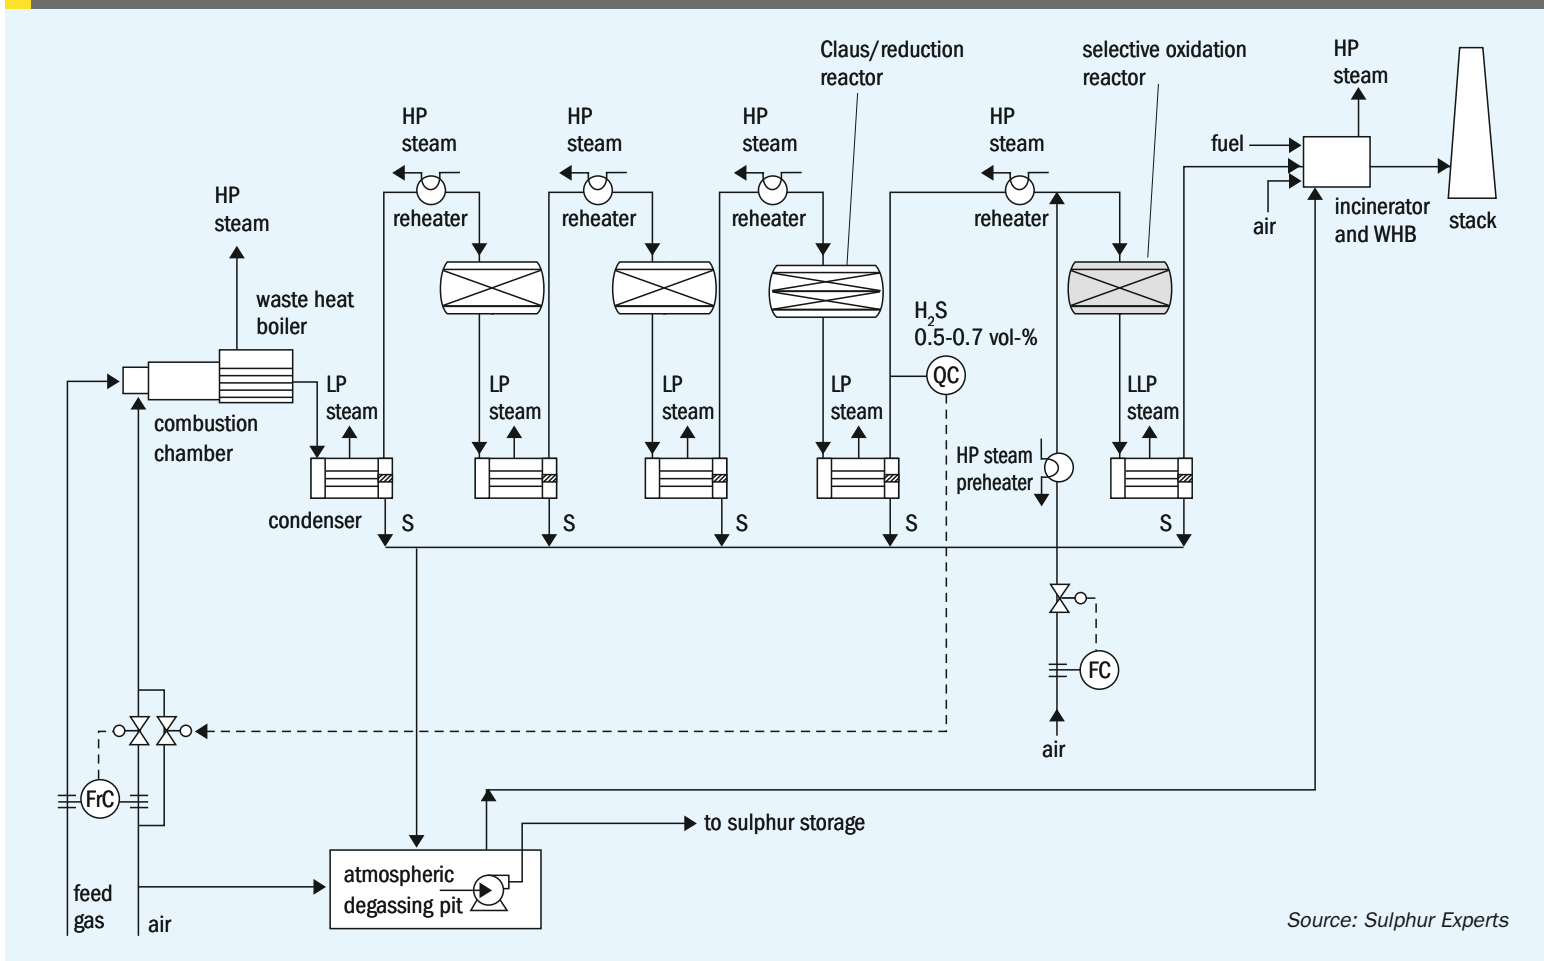 Claus/reduction
reactor
selective oxidation
reactor
HP
steam
HP
steam
HP
steam
HP
steam
HP
steam
fuel
air
incinerator
and WHB
stack
reheater
reheater
reheater
reheater
HP
steam
waste heat
boiler
H2S
0.5-0.7 vol-%
QC
LP
steam
LP
steam
LP
steam
LP
steam
LLP
steam
combustion
chamber
HP steam
preheater
condenser
S
S
S
S
S
FC
air
FrC
to sulphur storage
atmospheric
degassing pit
feed
gas
air
Source: Sulphur Experts